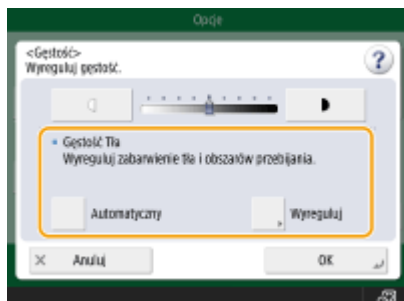 Opcje
<Gęstość>
Wyreguluj gęstość.
Gęstość Tła
Wyreguluj zabarwienie tła i obszarów przebijania.
Automatyczny
Wyreguluj
Anuluj
OK